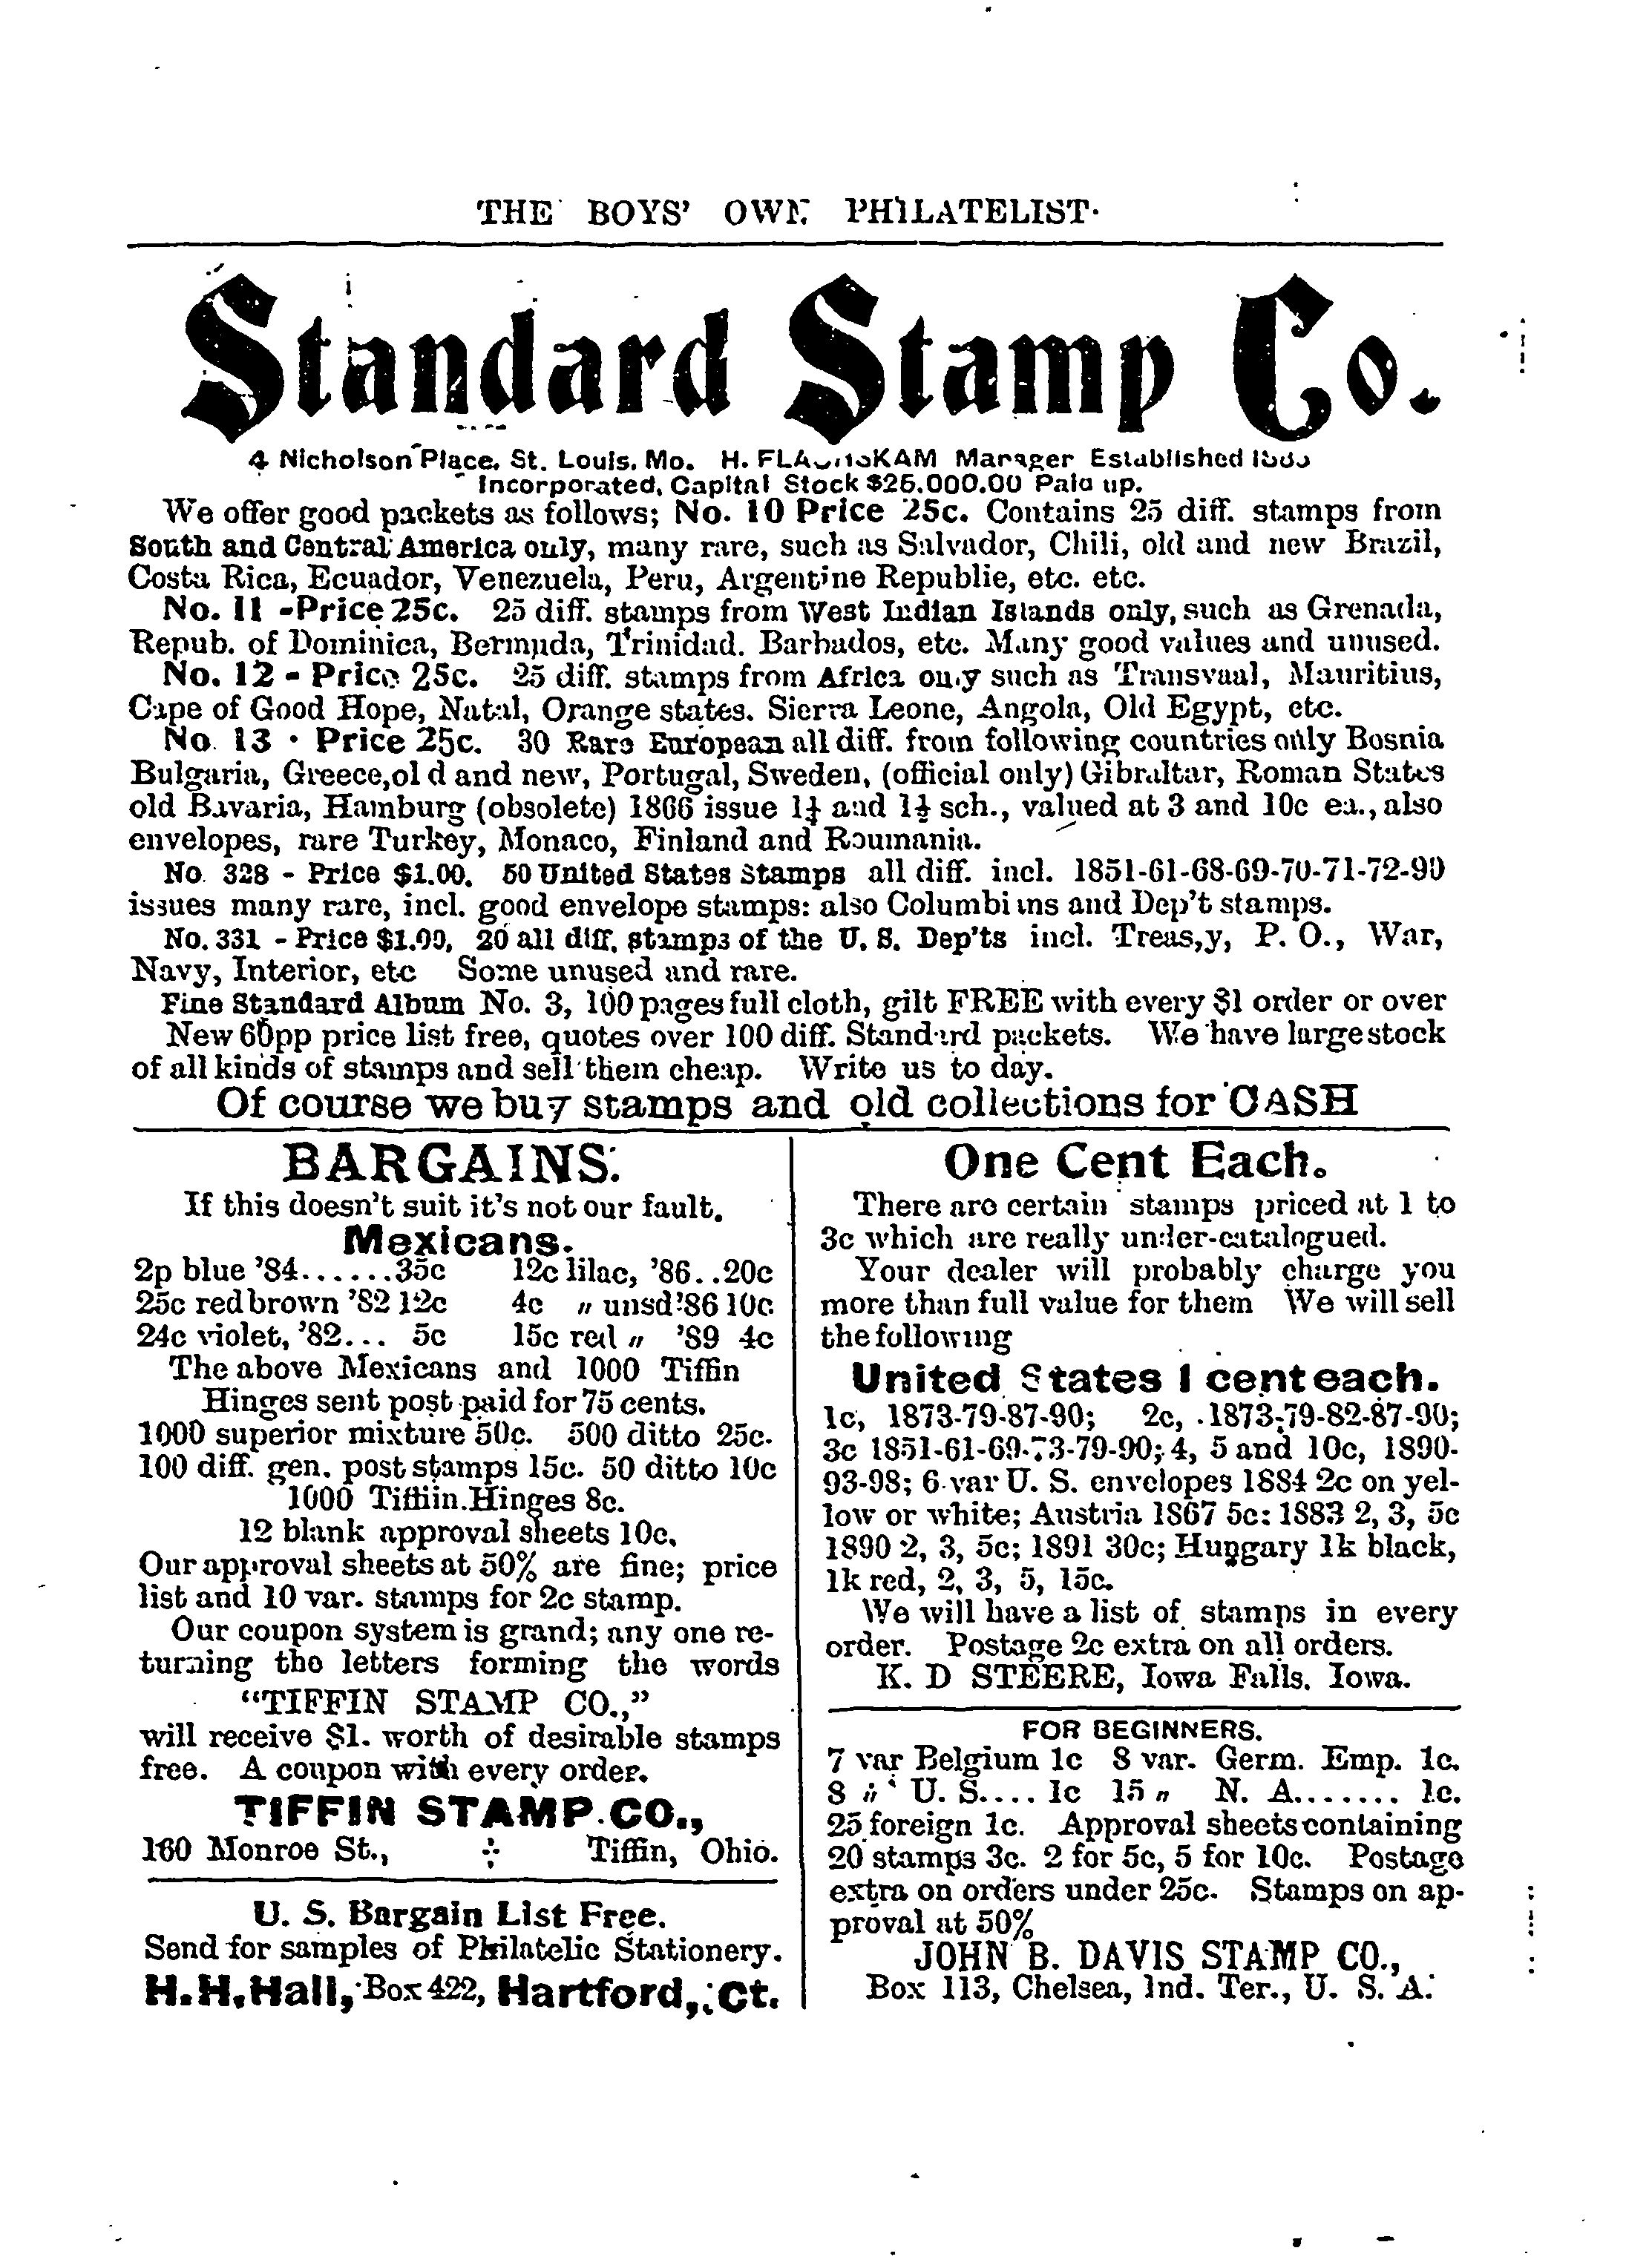 THE BOYS' OWN PHILATELIST.
Standard Stamp Co.
4 Nicholson Place, St. Louis, Mo. H. Manager Established
Incorporated, Capital Stock $25.000.00 Paid up.
We offer good packets as follows; No. 10 Price 25c. Contains 25 diff. stamps from
South and Central America only, many rare, such as Salvador, Chili, old and new Brazil,
Costa Rica, Ecuador, Venezuela, Peru, Argentine Republie, etc. etc.
No. 11 - Price 25c. 25 diff. stamps from West Indian Islands only, such as Grenada,
Repub. of Dominica, Bermuda, Trinidad. Barbados, etc. Many good values and unused.
No. 12 - Price 25c. 25 diff. stamps from Africa only such as Transvaal, Mauritius,
Cape of Good Hope, Natal, Orange states. Sierra Leone, Angola, Old Egypt, etc.
No. 13 · Price 25c. 30 Rare European all diff. from following countries only Bosnia
Bulgaria, Greece, ol d and new, Portugal, Sweden, (official only) Gibraltar, Roman States
old Bavaria, Hamburg (obsolete) 1866 issue 1¼ and 1½ sch., valued at 3 and 10c ea., also
envelopes, rare Turkey, Monaco, Finland and Roumania.
No. 328 - Price $1.00. 50 United States Stamps all diff. incl. 1851-61-68-69-70-71-72-90
issues many rare, incl. good envelope stamps: also Columbians and Dep't stamps.
No. 331 - Price $1.00, 20 all diff. stamps of the U. S. Dep'ts incl. Treas,y, P. O., War,
Navy, Interior, etc Some unused and rare.
Fine Standard Album No. 3, 100 pages full cloth, gilt FREE with every $1 order or over
New 60pp price list free, quotes over 100 diff. Standard packets. We have large stock
of all kinds of stamps and sell them cheap. Write us to day.
Of course we buy stamps and old collections for CASH
BARGAINS.
If this doesn't suit it's not our fault.
Mexicans.
2p blue '84......35c 12c lilac, '86..20c
25c red brown '82 12c 4c " unsd '86 10c
24c violet, '82... 5c 15c red " '89 4c
The above Mexicans and 1000 Tiffin
Hinges sent post paid for 75 cents.
1000 superior mixture 50c. 500 ditto 25c.
100 diff. gen. post stamps 15c. 50 ditto 10c
1000 Tiffiin Hinges 8c.
12 blank approval sheets 10c.
Our approval sheets at 50% are fine; price
list and 10 var. stamps for 2c stamp.
Our coupon system is grand; any one re-
turning the letters forming the words
"TIFFIN STAMP CO.,"
will receive $1. worth of desirable stamps
free. A coupon with every order.
TIFFIN STAMP CO.,
160 Monroe St., Tiffin, Ohio.
U. S. Bargain List Free.
Send for samples of Philatelic Stationery.
H. H. Hall, Box 422, Hartford, Ct.
One Cent Each.
There are certain stamps priced at 1 to
3c which are really under-catalogued.
Your dealer will probably charge you
more than full value for them We will sell
the following
United States 1 cent each.
1c, 1873-79-87-90; 2c, 1873-79-82-87-90;
3c 1851-61-69-73-79-90; 4, 5 and 10c, 1890-
93-98; 6 var U. S. envelopes 1884 2c on yel-
low or white; Austria 1867 5c: 1883 2, 3, 5c
1890 2, 3, 5c; 1891 30c; Hungary 1k black,
1k red, 2, 3, 5, 15c.
We will have a list of stamps in every
order. Postage 2c extra on all orders.
K. D STEERE, Iowa Falls. Iowa.
FOR BEGINNERS.
7 var Belgium 1c 8 var. Germ. Emp. 1c.
8 " U. S.... 1c 15 " N. A....... 1c.
25 foreign 1c. Approval sheets containing
20 stamps 3c. 2 for 5c, 5 for 10c. Postage
extra on orders under 25c. Stamps on ap-
proval at 50%
JOHN B. DAVIS STAMP CO.,
Box 113, Chelsea, Ind. Ter., U. S. A.